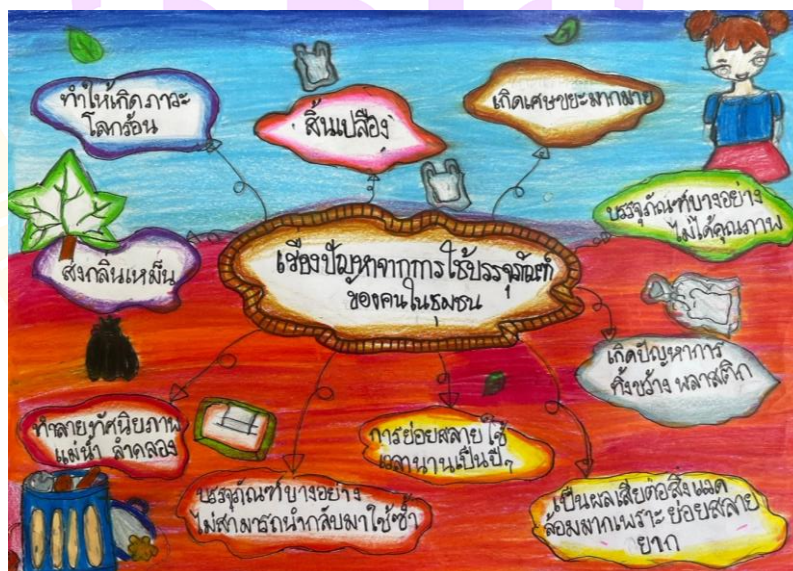 ทำให้เกิดภาวะ
โลกร้อน
สิ้นเปลือง
เกิดเศษขยะมากมาย
บรรจุภัณฑ์บางอย่าง
ไม่ได้คุณภาพ
ส่งกลิ่นเหม็น
เรื่องปัญหาจากการใช้บรรจุภัณฑ์
ของคนในชุมชน
เกิดปัญหาการ
ทิ้งขว้าง พลาสติก
ทำลายทัศนียภาพ
แม่น้ำ ลำคลอง
การย่อยสลาย ใช้
เวลานานเป็นปีๆ
บรรจุภัณฑ์บางอย่าง
ไม่สามารถนำกลับมาใช้ซ้ำ
เป็นผลเสียต่อสิ่งแวด
ล้อมมากเพราะย่อยสลาย
ยาก